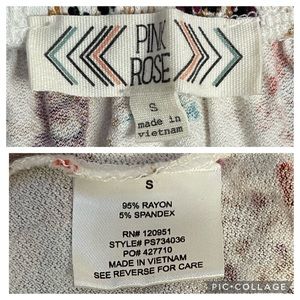 PINK
ROSE
S
made in
vietnam
S
95% RAYON
5% SPANDEX
RN# 120951
STYLE# PS734036
PO# 427710
MADE IN VIETNAM
SEE REVERSE FOR CARE
PIC•COLLAGE